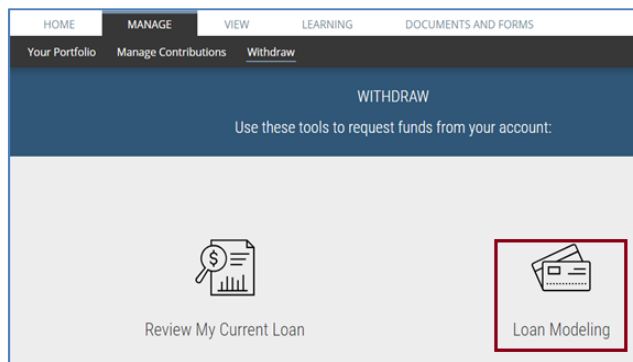 HOME MANAGE VIEW LEARNING DOCUMENTS AND FORMS
Your Portfolio Manage Contributions Withdraw
WITHDRAW
Use these tools to request funds from your account:
$
Review My Current Loan Loan Modeling